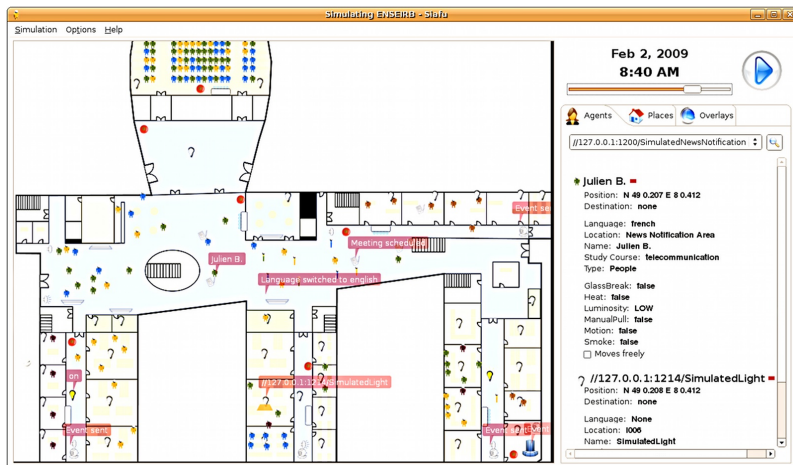 Simulating ENSEIRB - Siafu
Simulation Options Help
Feb 2, 2009
8:40 AM
Agents Places Overlays
//127.0.0.1:1200/SimulatedNewsNotification
Julien B.
Position: N 49 0.207 E 8 0.412
Destination: none
Language: french
Location: News Notification Area
Name: Julien B.
Study Course: telecommunication
Type: People
GlassBreak: false
Heat: false
Luminosity: LOW
ManualPull: false
Motion: false
Smoke: false
Moves freely
//127.0.0.1:1214/SimulatedLight
Position: N 49 0.208 E 8 0.412
Destination: none
Language: None
Location: I006
Name: SimulatedLight
Event se
Meeting scheduled
Julien B.
Language switched to english
on
//127.0.0.1:1214/SimulatedLight
Event sent
Event sent